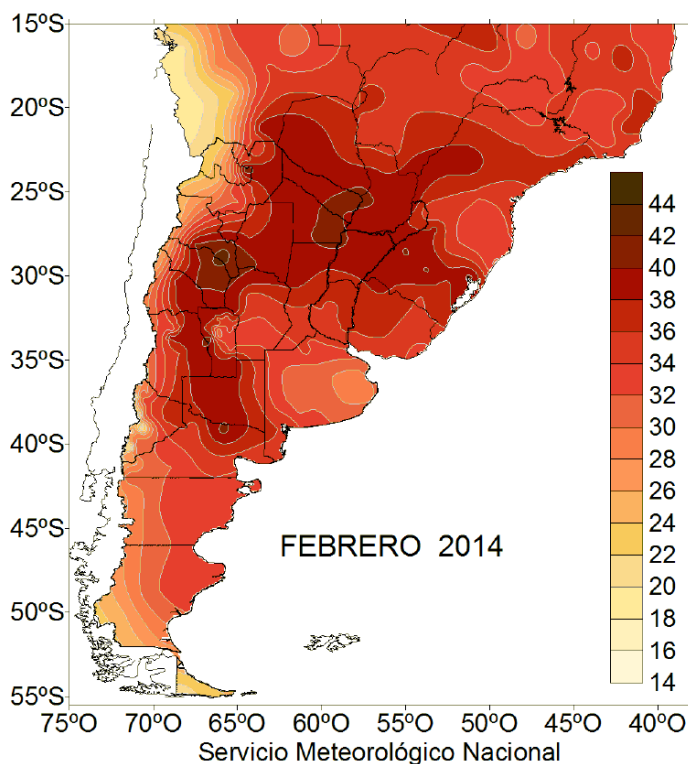 15ºS
20ºS
25ºS
30ºS
35ºS
40ºS
45ºS
50ºS
55ºS
44
42
40
38
36
34
32
30
28
26
24
22
20
18
16
14
FEBRERO 2014
75ºO 70ºO 65ºO 60ºO 55ºO 50ºO 45ºO 40ºO
Servicio Meteorológico Nacional